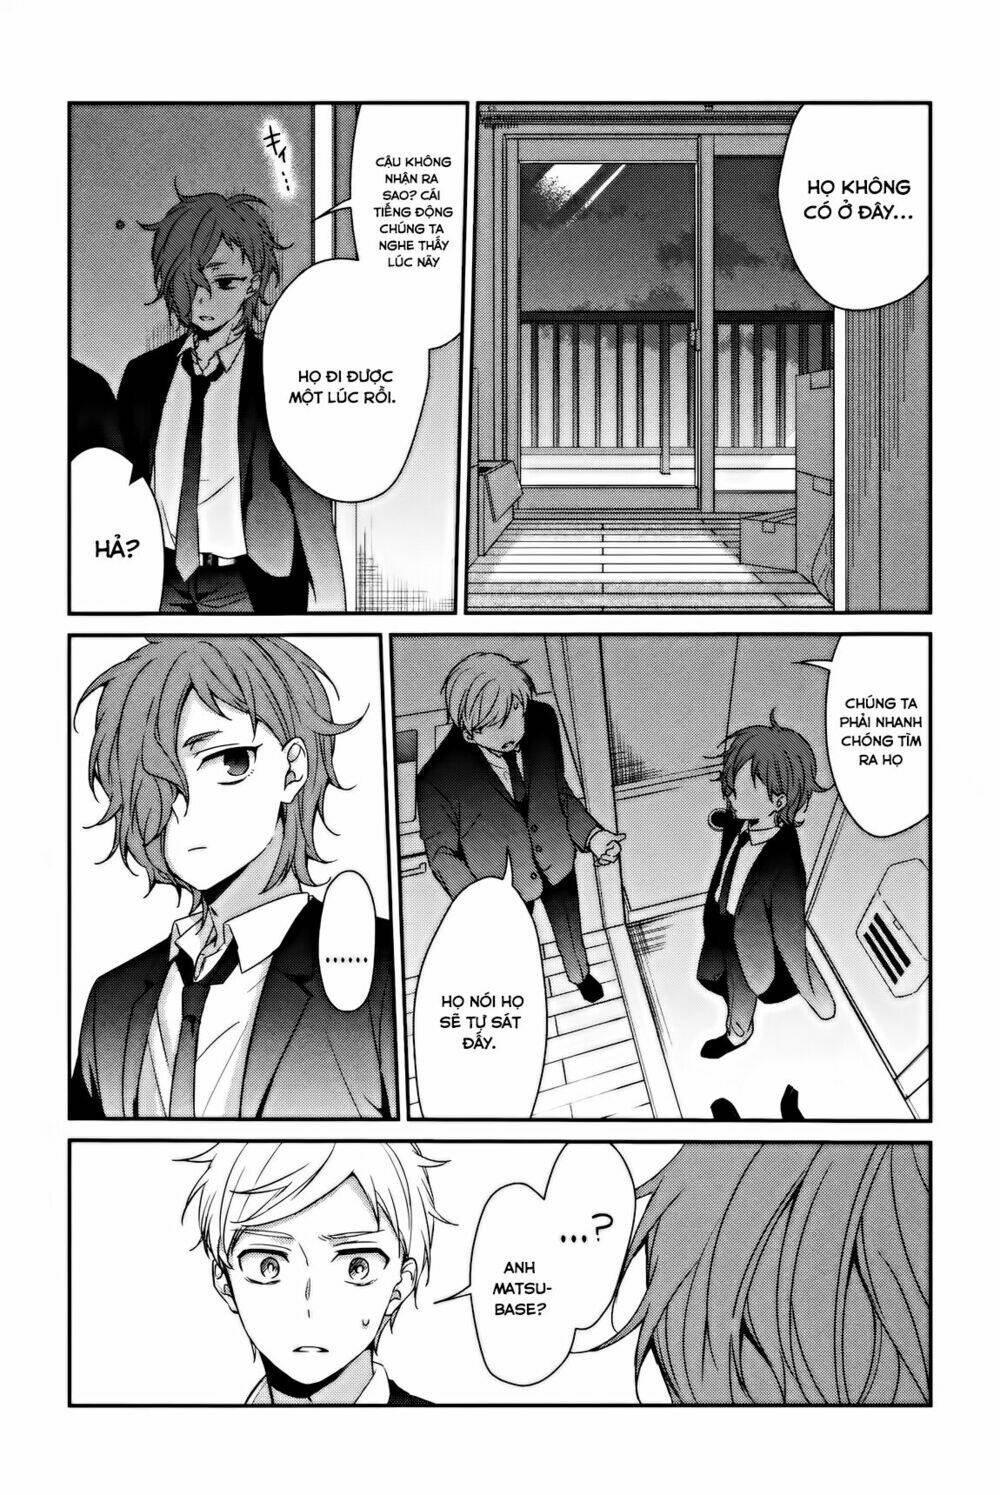 HỌ KHÔNG
CÓ Ở ĐÂY...
CẬU KHÔNG
NHẬN RA
SAO? CÁI
TIẾNG ĐỘNG
CHÚNG TA
NGHE THẤY
LÚC NÃY
キィ…
HỌ ĐI ĐƯỢC
MỘT LÚC RỒI.
HẢ?
CHÚNG TA
PHẢI NHANH
CHÓNG TÌM
RA HỌ
HỌ NÓI HỌ
SẼ TỰ SÁT
ĐẤY.
......
...?
ANH
MATSU-
BASE?